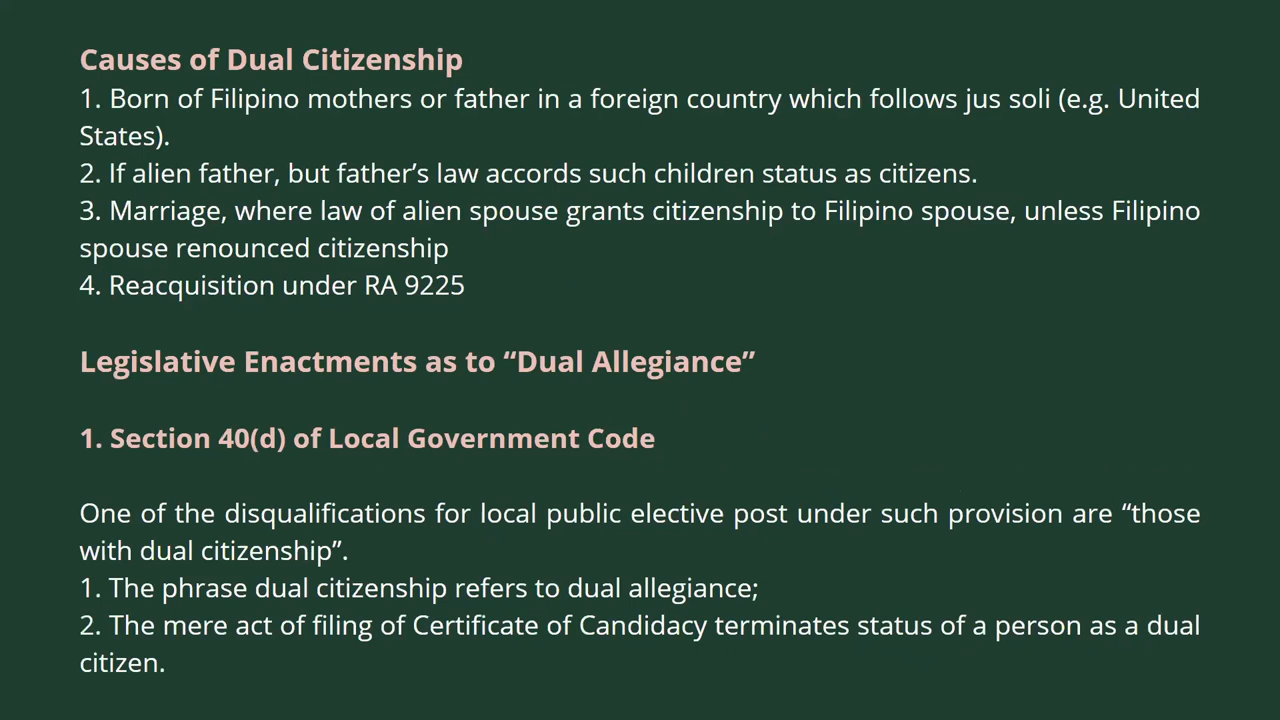 Causes of Dual Citizenship
1. Born of Filipino mothers or father in a foreign country which follows jus soli (e.g. United
States).
2. If alien father, but father’s law accords such children status as citizens.
3. Marriage, where law of alien spouse grants citizenship to Filipino spouse, unless Filipino
spouse renounced citizenship
4. Reacquisition under RA 9225
Legislative Enactments as to “Dual Allegiance”
1. Section 40(d) of Local Government Code
One of the disqualifications for local public elective post under such provision are “those
with dual citizenship”.
1. The phrase dual citizenship refers to dual allegiance;
2. The mere act of filing of Certificate of Candidacy terminates status of a person as a dual
citizen.